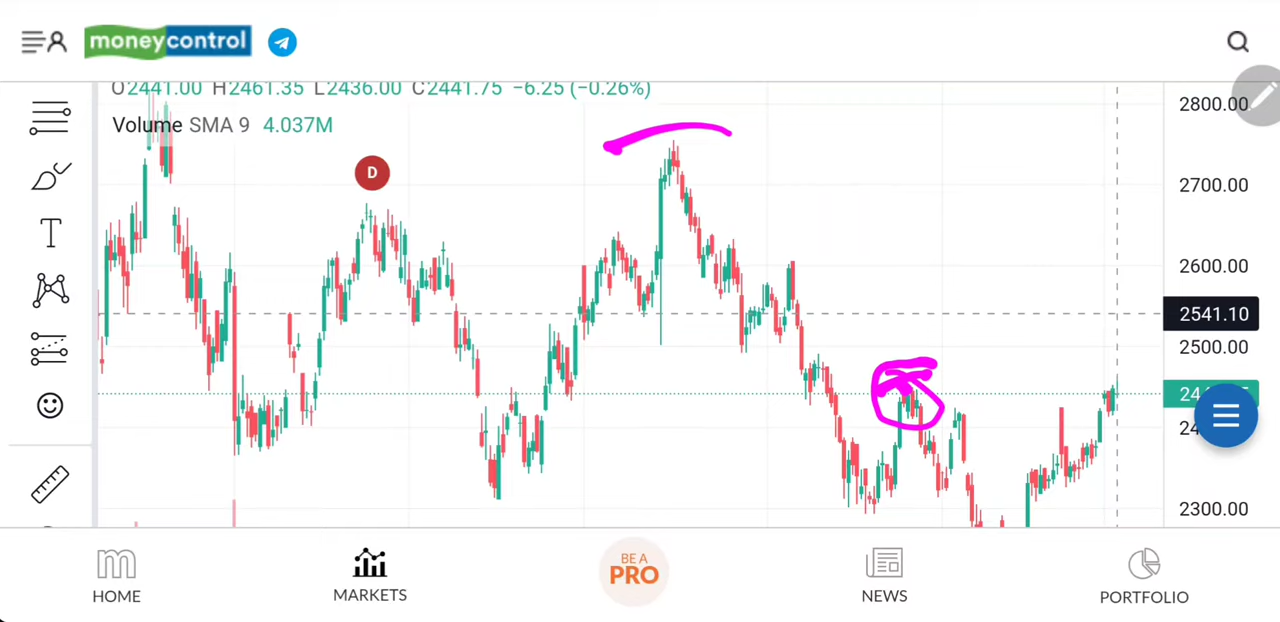 moneycontrol
O2441.00 H2461.35 L2436.00 C2441.75 −6.25 (−0.26%)
Volume SMA 9 4.037M
D
2800.00
2700.00
2600.00
2541.10
2500.00
2300.00
HOME
MARKETS
BE A
PRO
NEWS
PORTFOLIO